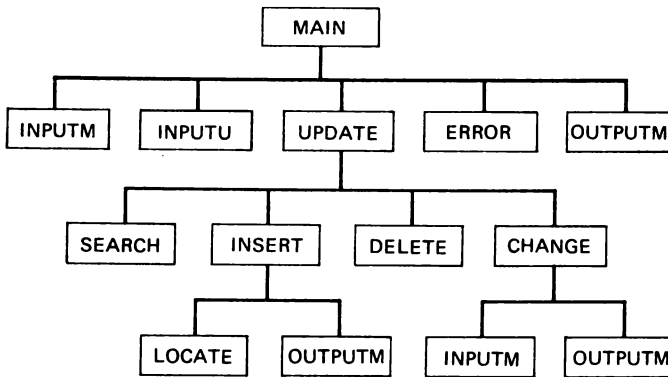 MAIN
INPUTM INPUTU UPDATE ERROR OUTPUTM
SEARCH INSERT DELETE CHANGE
LOCATE OUTPUTM INPUTM OUTPUTM